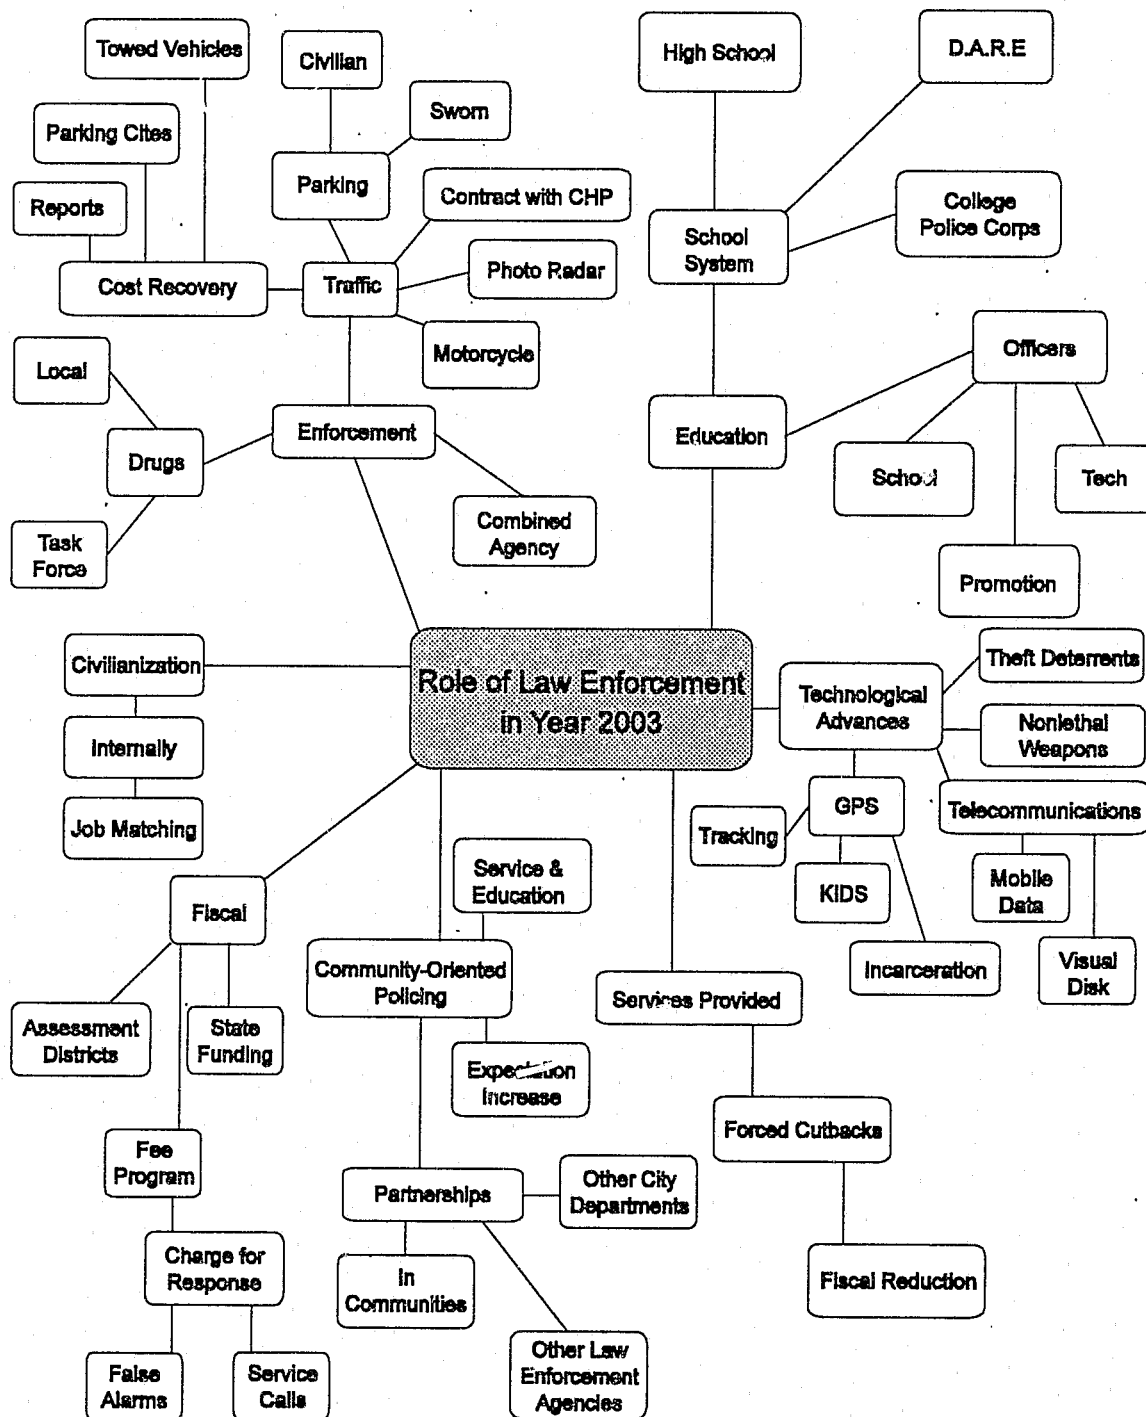 Towed Vehicles
Civilian
High School
D.A.R.E
Parking Cites
Sworn
Parking
Reports
Contract with CHP
College
Police Corps
School
System
Cost Recovery
Traffic
Photo Radar
Motorcycle
Local
Officers
Enforcement
Education
Drugs
School
Tech
Combined
Agency
Task
Force
Promotion
Civilianization
Role of Law Enforcement
in Year 2003
Technological
Advances
Theft Deterrents
Nonlethal
Weapons
Internally
Job Matching
GPS
Telecommunications
Tracking
KIDS
Mobile
Data
Service &
Education
Fiscal
Incarceration
Visual
Disk
Community-Oriented
Policing
Services Provided
Assessment
Districts
State
Funding
Expectation
Increase
Forced Cutbacks
Fee
Program
Partnerships
Other City
Departments
Charge for
Response
In
Communities
Fiscal Reduction
False
Alarms
Service
Calls
Other Law
Enforcement
Agencies